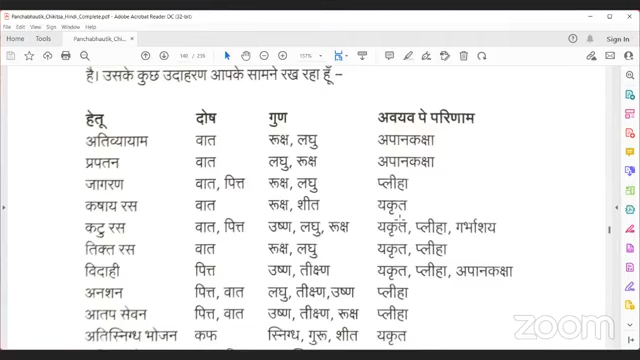 Panchabhautik_Chikitsa_Hindi_Complete.pdf - Adobe Acrobat Reader DC (32-bit)
File Edit View Sign Window Help
Home Tools Panchabhautik_Chi... × Sign In
148 / 239 157%
है। उसके कुछ उदाहरण आपके सामने रख रहा हूँ –
हेतू दोष गुण अवयव पे परिणाम
अतिव्यायाम वात रूक्ष, लघु अपानकक्षा
प्रपतन वात लघु, रूक्ष अपानकक्षा
जागरण वात, पित्त रूक्ष, लघु प्लीहा
कषाय रस वात रूक्ष, शीत यकृत
कटु रस वात, पित्त उष्ण, लघु, रूक्ष यकृत, प्लीहा, गर्भाशय
तिक्त रस वात रूक्ष, लघु यकृत, प्लीहा
विदाही पित्त उष्ण, तीक्ष्ण यकृत, प्लीहा, अपानकक्षा
अनशन पित्त, वात लघु, तीक्ष्ण,उष्ण प्लीहा
आतप सेवन पित्त, वात उष्ण, तीक्ष्ण, रूक्ष प्लीहा
अतिस्निग्ध भोजन कफ स्निग्ध, गुरू, शीत यकृत
zoom